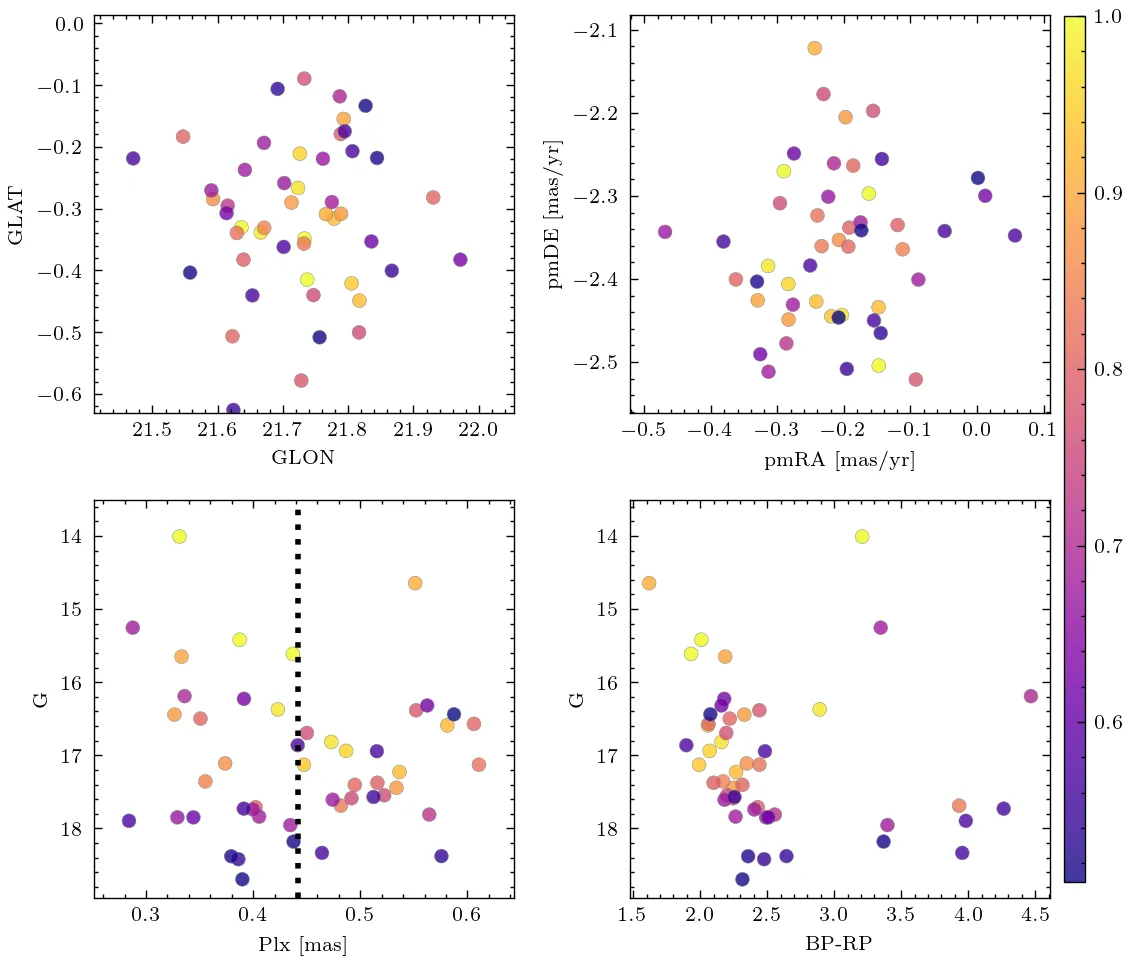 0.0
−0.1
−0.2
−0.3
−0.4
−0.5
−0.6
GLAT
21.5 21.6 21.7 21.8 21.9 22.0
GLON
−2.1
−2.2
−2.3
−2.4
−2.5
pmDE [mas/yr]
−0.5 −0.4 −0.3 −0.2 −0.1 0.0 0.1
pmRA [mas/yr]
1.0
0.9
0.8
0.7
0.6
14
15
16
17
18
G
0.3 0.4 0.5 0.6
Plx [mas]
14
15
16
17
18
G
1.5 2.0 2.5 3.0 3.5 4.0 4.5
BP-RP